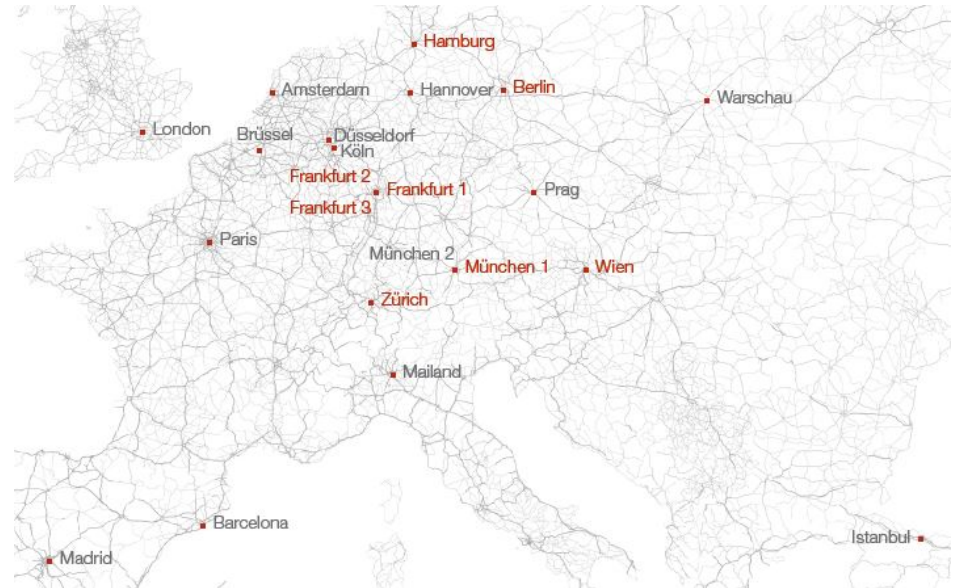 Hamburg
Amsterdam
Hannover
Berlin
Warschau
London
Brüssel
Düsseldorf
Köln
Frankfurt 2
Frankfurt 1
Prag
Frankfurt 3
Paris
München 2
München 1
Wien
Zürich
Mailand
Barcelona
Istanbul
Madrid